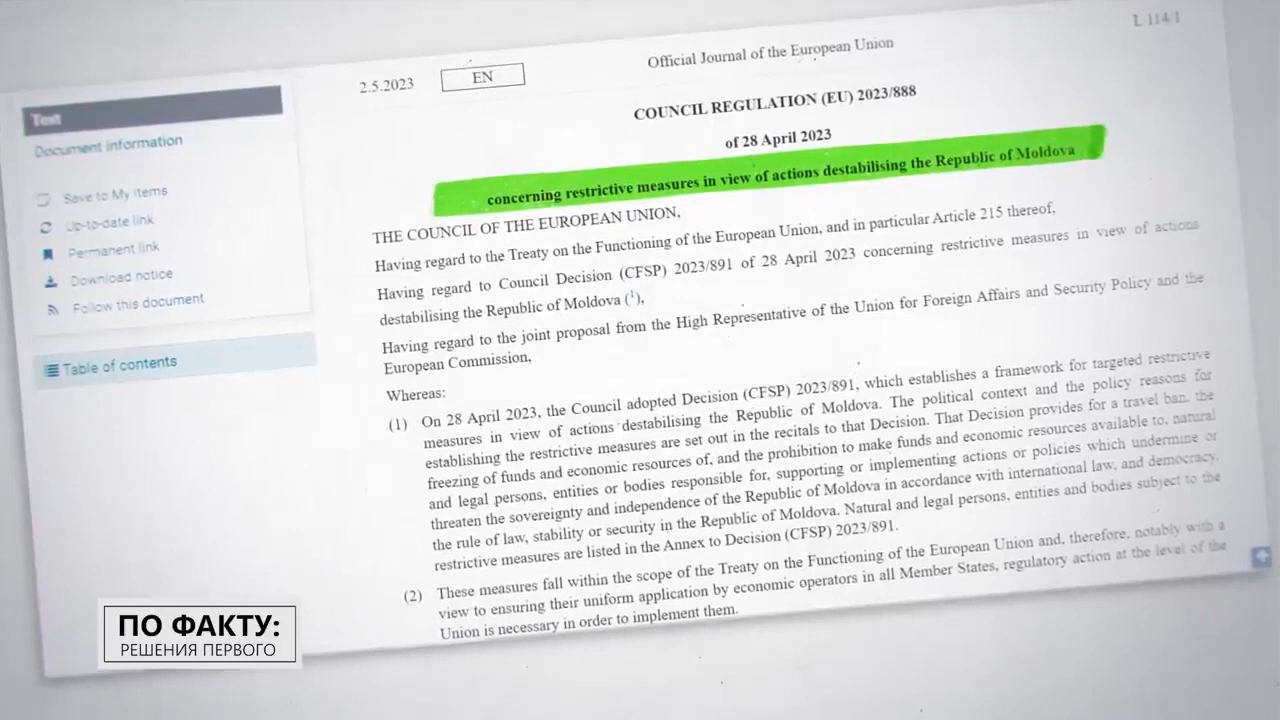 L 114/1
2.5.2023
EN
Official Journal of the European Union
COUNCIL REGULATION (EU) 2023/888
of 28 April 2023
concerning restrictive measures in view of actions destabilising the Republic of Moldova
THE COUNCIL OF THE EUROPEAN UNION,
Having regard to the Treaty on the Functioning of the European Union, and in particular Article 215 thereof,
Having regard to Council Decision (CFSP) 2023/891 of 28 April 2023 concerning restrictive measures in view of actions
destabilising the Republic of Moldova (1),
Having regard to the joint proposal from the High Representative of the Union for Foreign Affairs and Security Policy and the
European Commission,
Whereas:
(1) On 28 April 2023, the Council adopted Decision (CFSP) 2023/891, which establishes a framework for targeted restrictive
measures in view of actions destabilising the Republic of Moldova. The political context and the policy reasons for
establishing the restrictive measures are set out in the recitals to that Decision. That Decision provides for a travel ban, the
freezing of funds and economic resources of, and the prohibition to make funds and economic resources available to, natural
and legal persons, entities or bodies responsible for, supporting or implementing actions or policies which undermine or
threaten the sovereignty and independence of the Republic of Moldova in accordance with international law, and democracy,
the rule of law, stability or security in the Republic of Moldova. Natural and legal persons, entities and bodies subject to the
restrictive measures are listed in the Annex to Decision (CFSP) 2023/891.
(2) These measures fall within the scope of the Treaty on the Functioning of the European Union and, therefore, notably with a
view to ensuring their uniform application by economic operators in all Member States, regulatory action at the level of the
Union is necessary in order to implement them.
Text
Document information
Save to My items
Up-to-date link
Permanent link
Download notice
Follow this document
Table of contents
ПО ФАКТУ:
РЕШЕНИЯ ПЕРВОГО